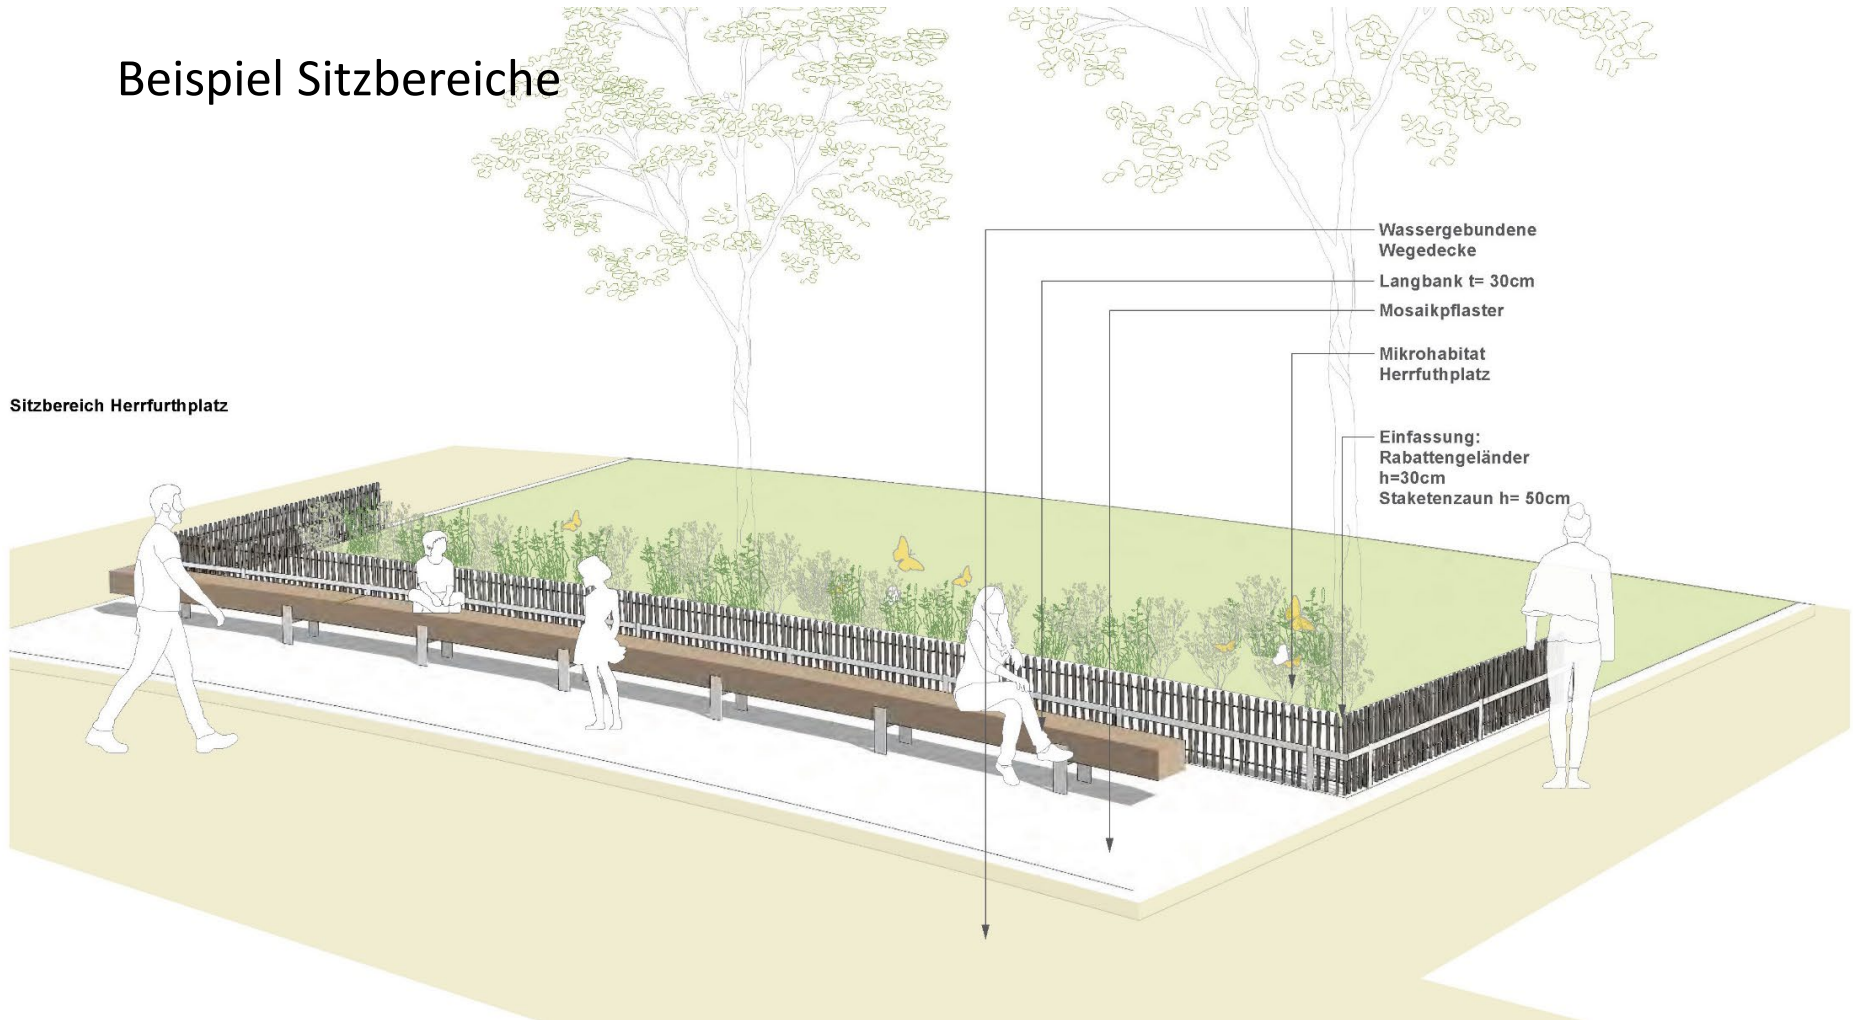 Beispiel Sitzbereiche
Wassergebundene
Wegedecke
Langbank t= 30cm
Mosaikpflaster
Mikrohabitat
Herrfuthplatz
Sitzbereich Herrfurthplatz
Einfassung:
Rabattengeländer
h=30cm
Staketenzaun h= 50cm